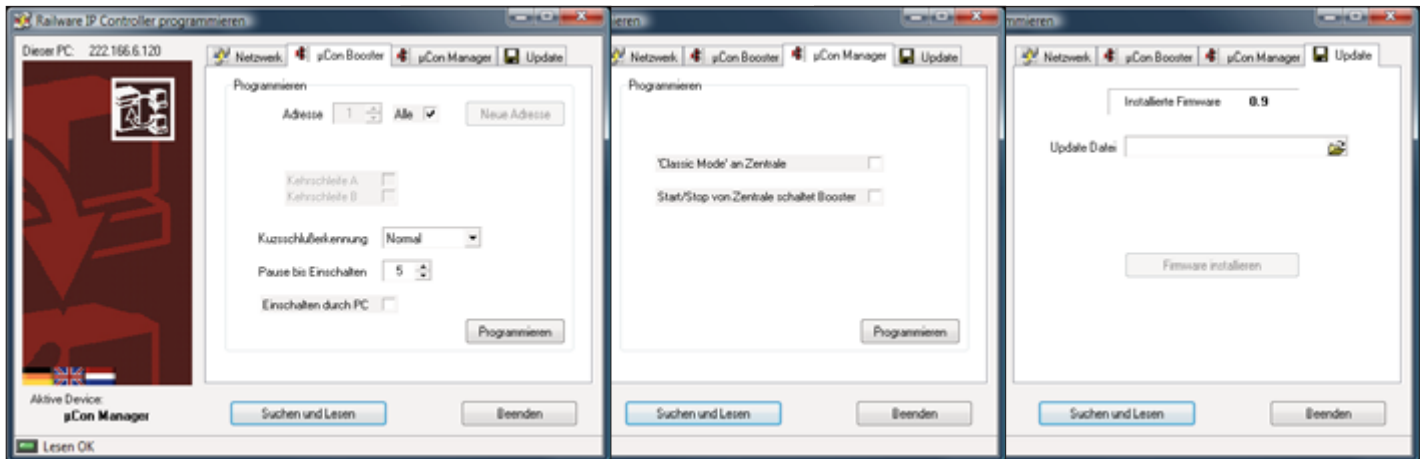 Railware IP Controller programmieren
Dieser PC: 222.166.6.120
Netzwerk µCon Booster µCon Manager Update
Programmieren
Adresse 1 Alle Neue Adresse
Kehrschleife A
Kehrschleife B
Kuzsschlußerkennung Normal
Pause bis Einschalten 5
Einschalten durch PC
Programmieren
Aktive Device:
µCon Manager
Suchen und Lesen Beenden
Lesen OK
ieren
Netzwerk µCon Booster µCon Manager Update
Programmieren
'Classic Mode' an Zentrale
Start/Stop von Zentrale schaltet Booster
Programmieren
Suchen und Lesen Beenden
mmieren
Netzwerk µCon Booster µCon Manager Update
Installierte Firmware 0.9
Update Datei
Firmware installieren
Suchen und Lesen Beenden